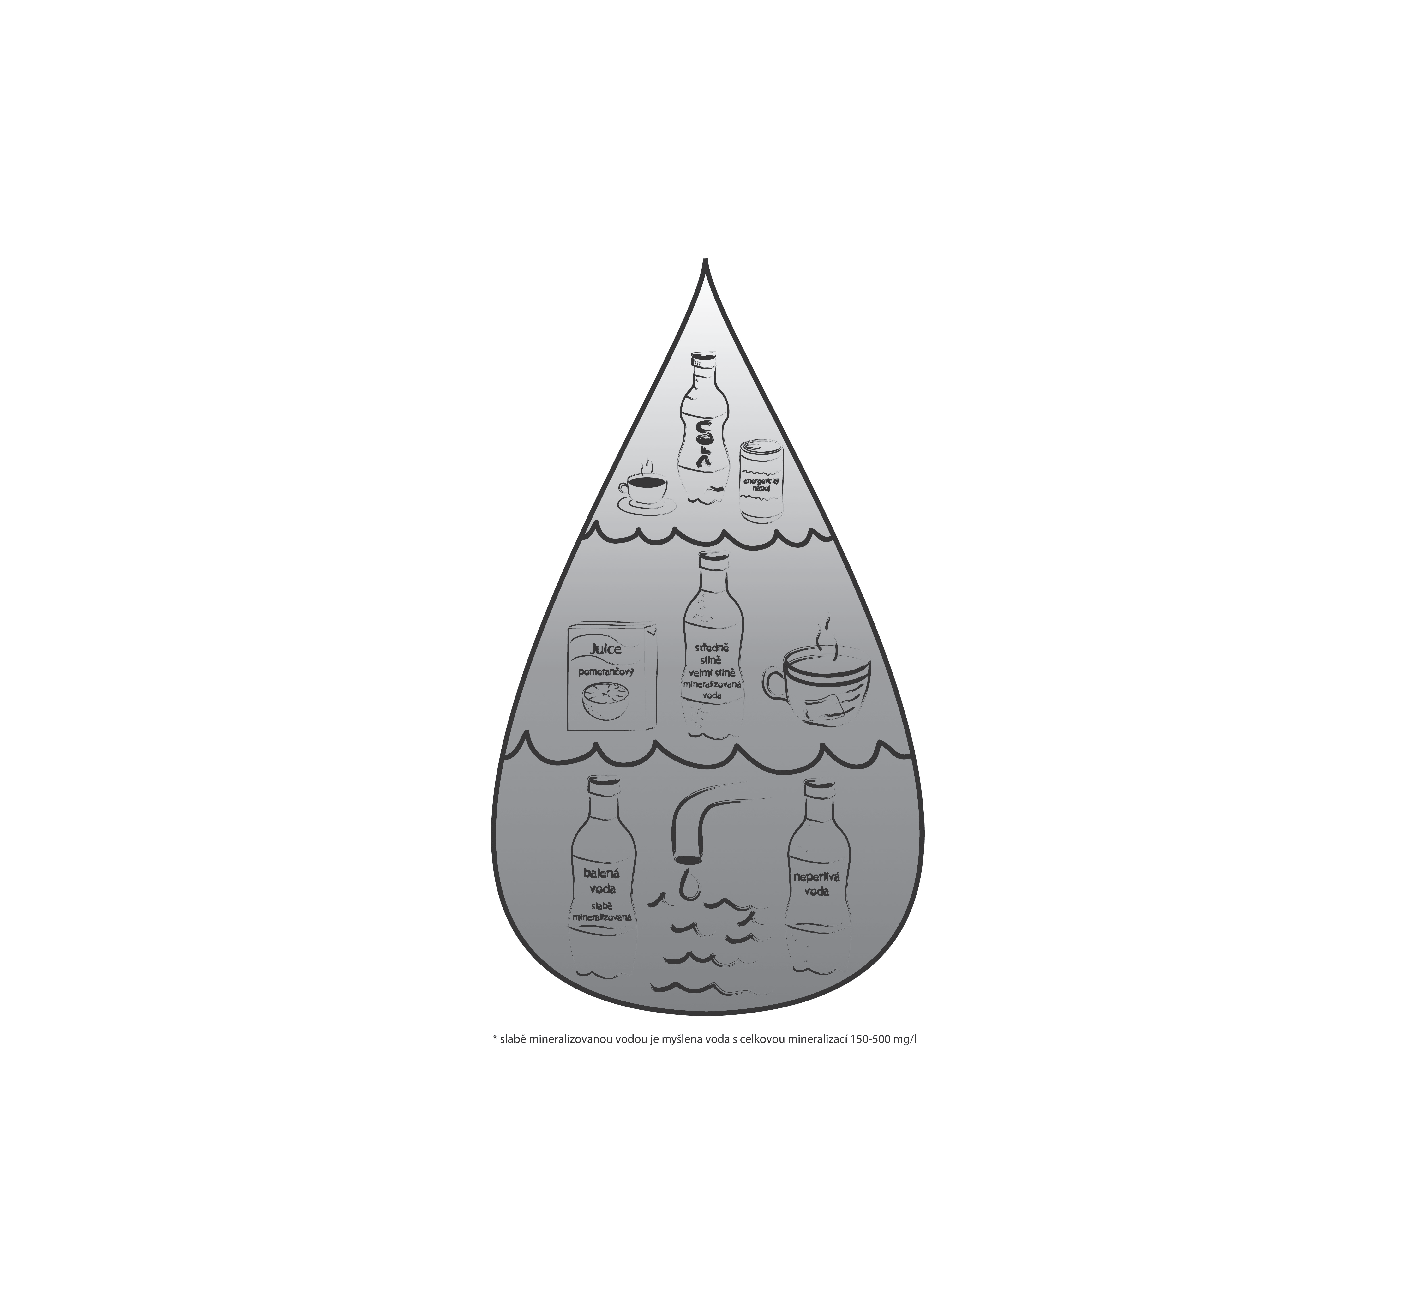 COLA
energetický
nápoj
Juice
pomerančový
středně
silně
velmi silně
mineralizovaná
voda
balená
voda
slabě
mineralizovaná
neperlivá
voda
* slabě mineralizovanou vodou je myšlena voda s celkovou mineralizací 150-500 mg/l